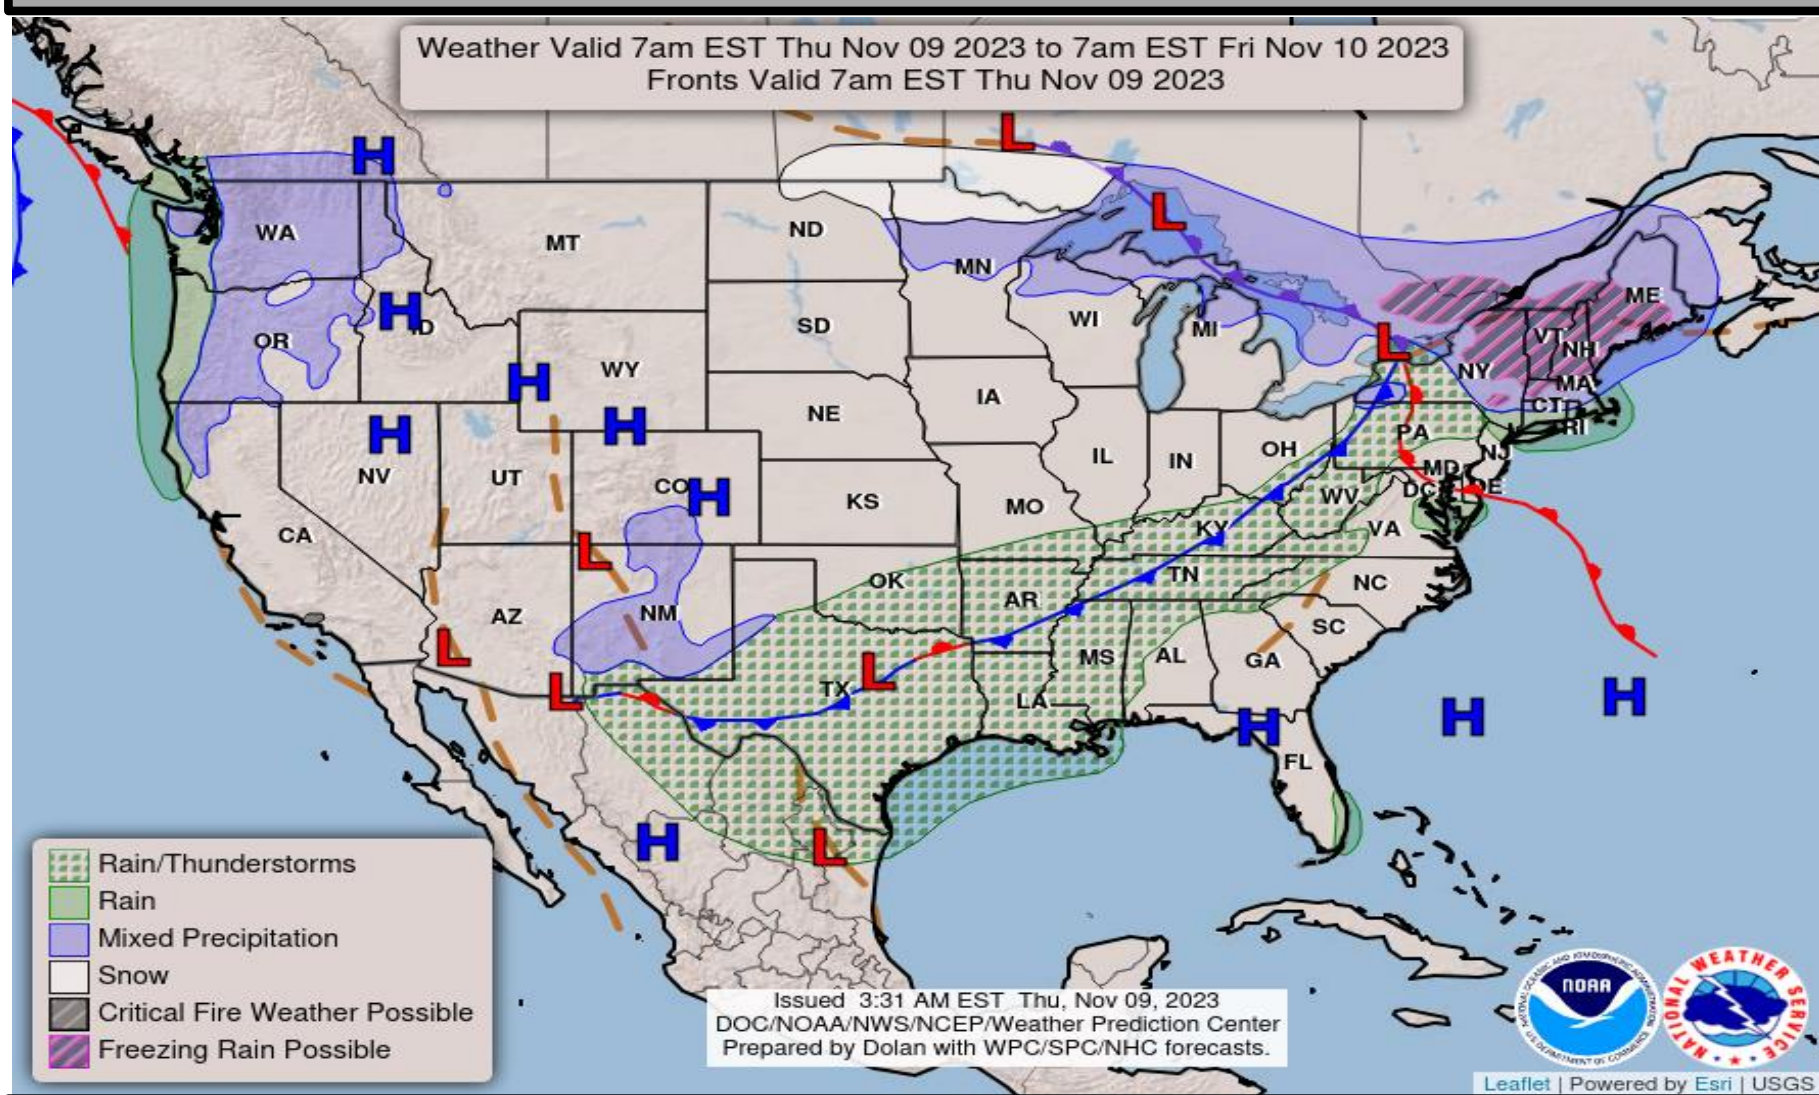 Weather Valid 7am EST Thu Nov 09 2023 to 7am EST Fri Nov 10 2023
Fronts Valid 7am EST Thu Nov 09 2023
L
H
L
WA
MT
ND
MN
ME
H
ID
OR
SD
WI
MI
L
VT
NH
NY
MA
H
WY
NE
IA
CT
RI
H
H
PA
NV
UT
CO
H
KS
MO
IL
IN
OH
NJ
MD
DC
DE
WV
VA
KY
CA
L
OK
TN
NC
AZ
NM
AR
SC
L
L
L
TX
MS
AL
GA
LA
H
H
H
FL
H
L
Rain/Thunderstorms
Rain
Mixed Precipitation
Snow
Critical Fire Weather Possible
Freezing Rain Possible
Issued 3:31 AM EST Thu, Nov 09, 2023
DOC/NOAA/NWS/NCEP/Weather Prediction Center
Prepared by Dolan with WPC/SPC/NHC forecasts.
NOAA
NATIONAL WEATHER SERVICE
Leaflet | Powered by Esri | USGS